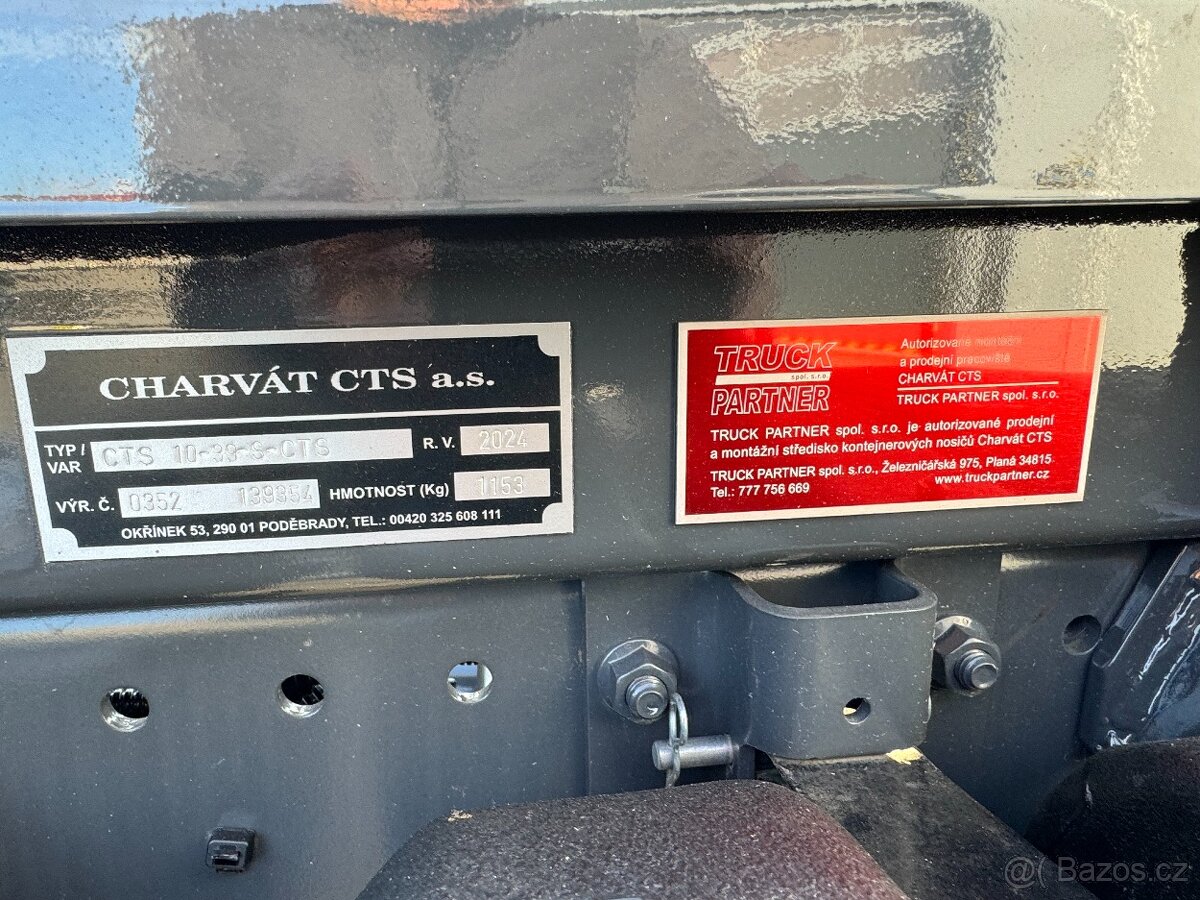 CHARVÁT CTS a.s.
TYP / VAR CTS 10-39-S-CTS R. V. 2024
VÝR. Č. 0352 139354 HMOTNOST (Kg) 1153
OKŘÍNEK 53, 290 01 PODĚBRADY, TEL.: 00420 325 608 111
TRUCK
spol. s.r.o.
PARTNER
Autorizované montážní
a prodejní pracoviště
CHARVÁT CTS
TRUCK PARTNER spol. s.r.o.
TRUCK PARTNER spol. s.r.o. je autorizované prodejní
a montážní středisko kontejnerových nosičů Charvát CTS
TRUCK PARTNER spol. s.r.o., Železničářská 975, Planá 34815
Tel.: 777 756 669 www.truckpartner.cz
Bazos.cz